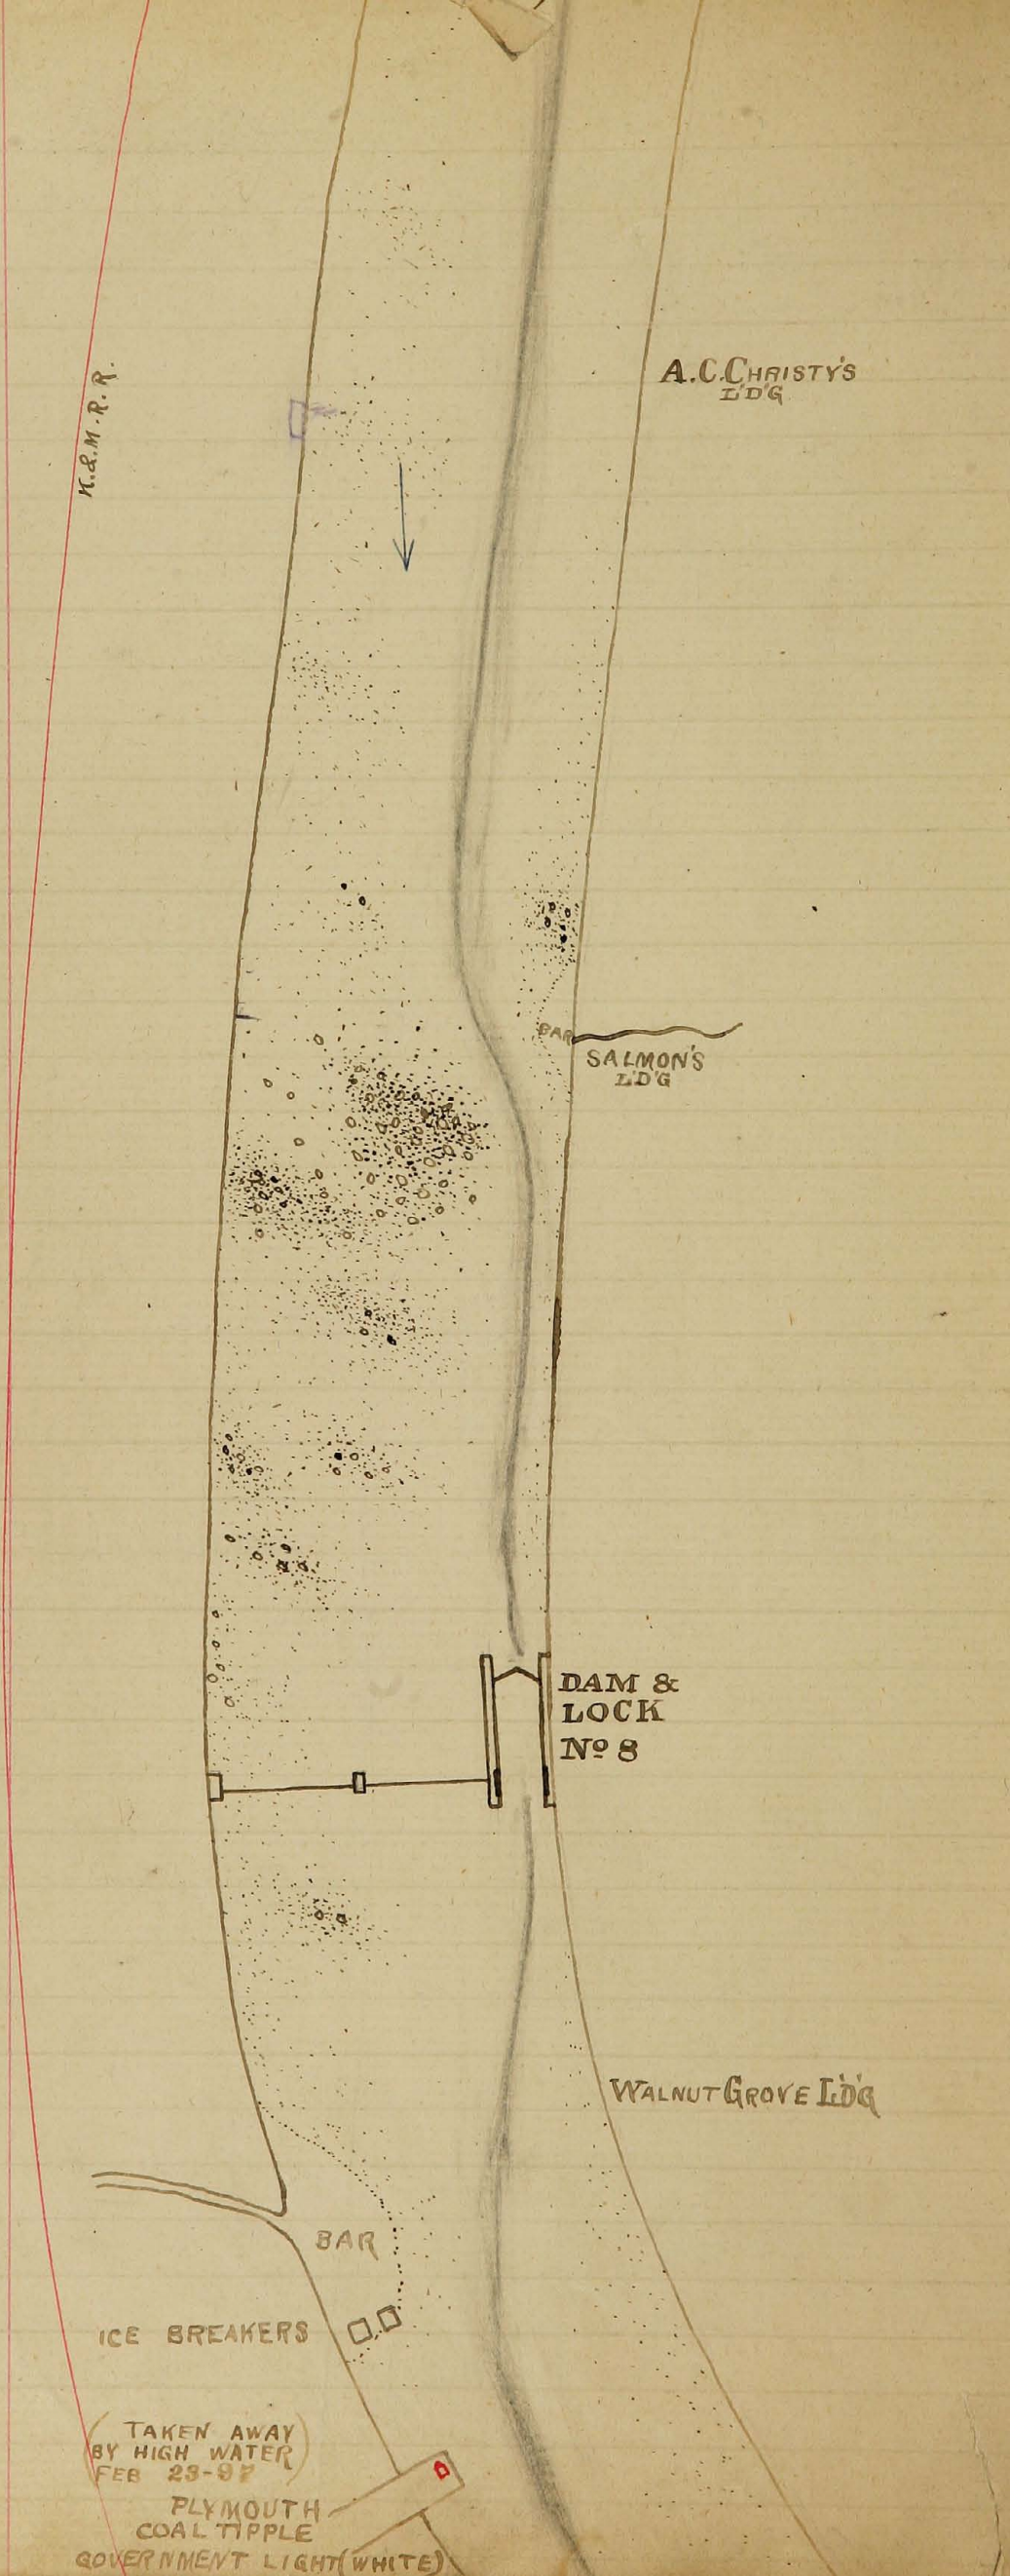 A.C. CHRISTY'S
L'D'G
K.&.M.R.R.
BAR
SALMON'S
L'D'G
DAM &
LOCK
No 8
WALNUT GROVE L'D'G
BAR
ICE BREAKERS
(TAKEN AWAY
BY HIGH WATER
FEB 23-97)
PLYMOUTH
COAL TIPPLE
GOVERNMENT LIGHT (WHITE)